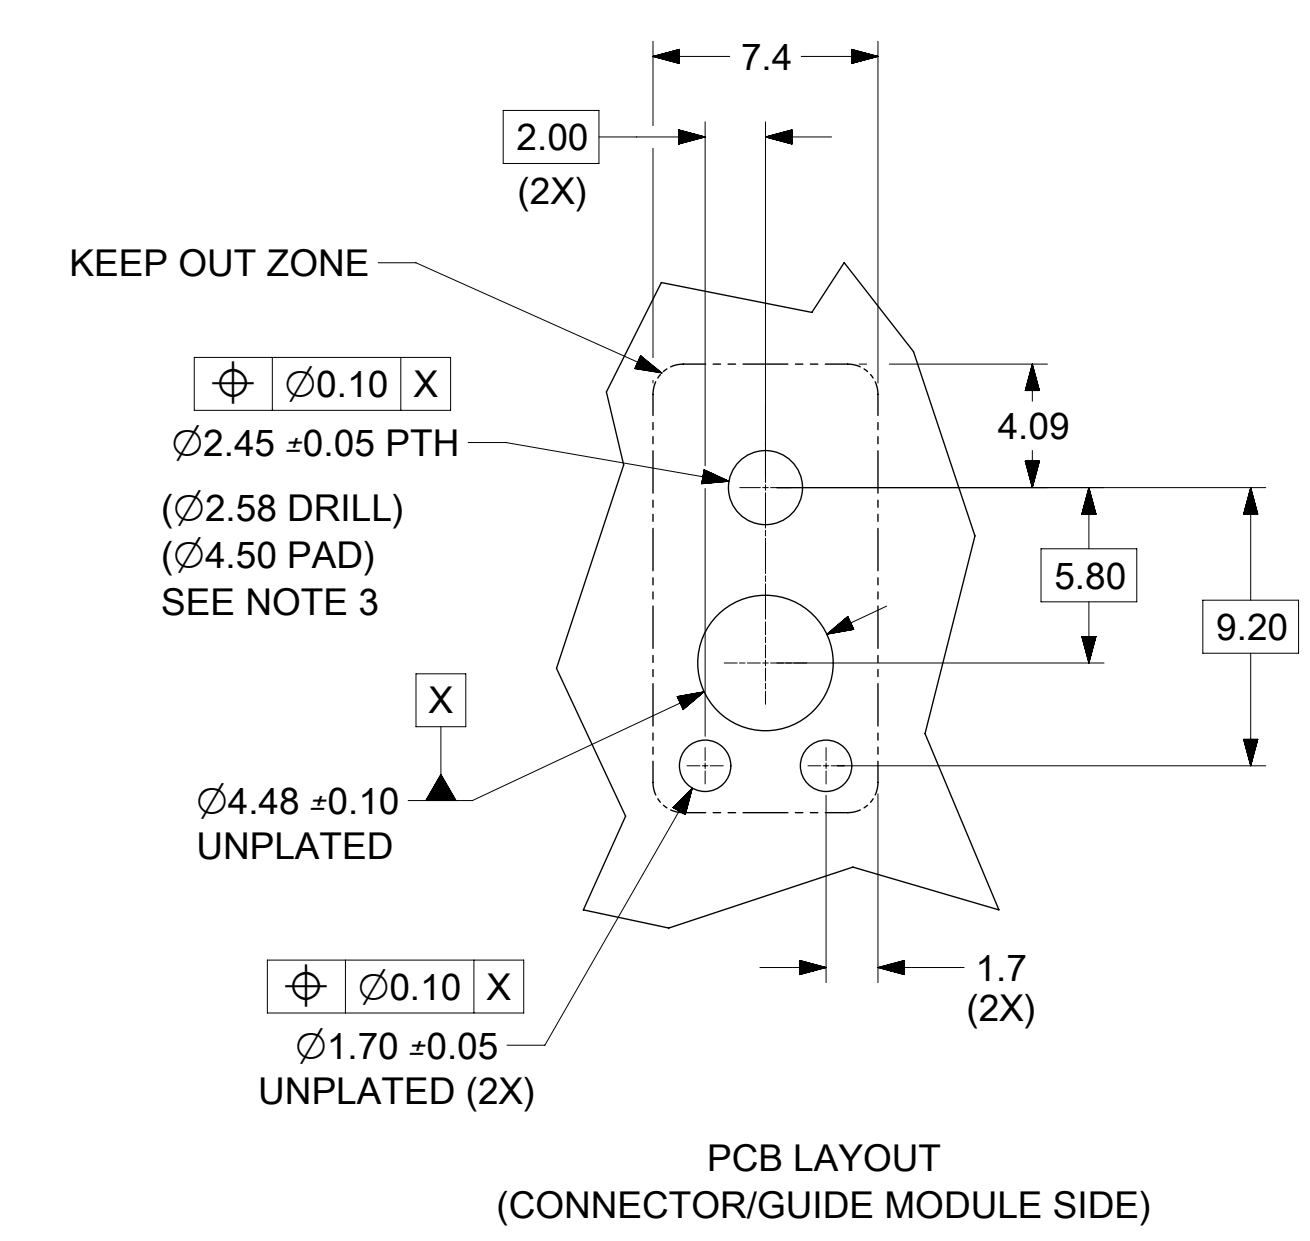 7.4
2.00
(2X)
KEEP OUT ZONE
⌖ ∅0.10 X
∅2.45 ±0.05 PTH
(∅2.58 DRILL)
(∅4.50 PAD)
SEE NOTE 3
4.09
5.80
9.20
X
∅4.48 ±0.10
UNPLATED
⌖ ∅0.10 X
∅1.70 ±0.05
UNPLATED (2X)
1.7
(2X)
PCB LAYOUT
(CONNECTOR/GUIDE MODULE SIDE)